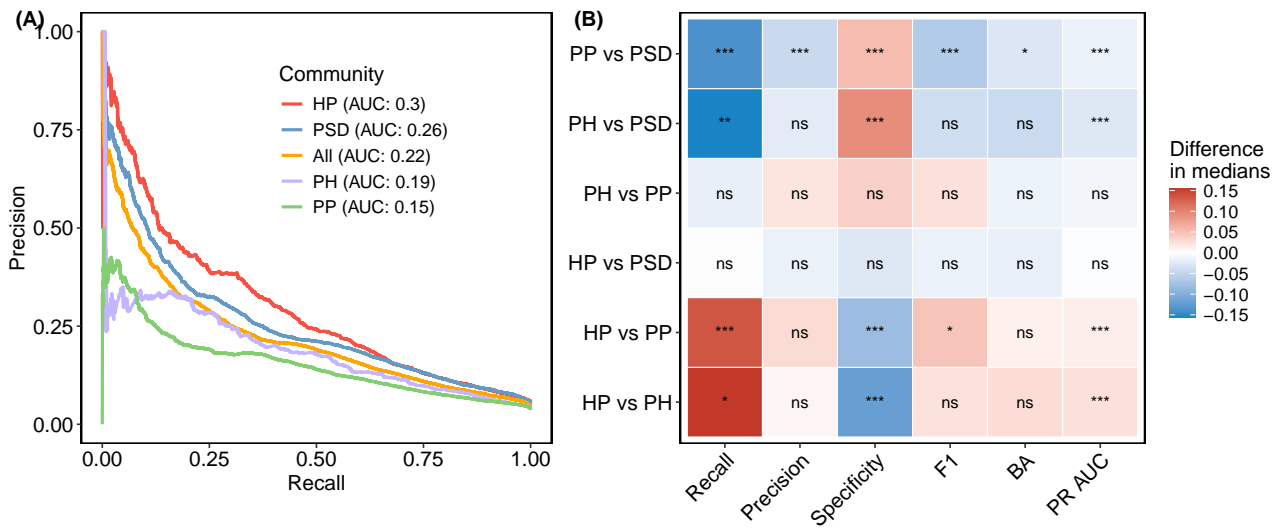 (A)
1.00
0.75
0.50
0.25
0.00
Precision
0.00 0.25 0.50 0.75 1.00
Recall
Community
HP (AUC: 0.3)
PSD (AUC: 0.26)
All (AUC: 0.22)
PH (AUC: 0.19)
PP (AUC: 0.15)
(B)
PP vs PSD *** *** *** *** * ***
PH vs PSD ** ns *** ns ns ***
PH vs PP ns ns ns ns ns ns
HP vs PSD ns ns ns ns ns ns
HP vs PP *** ns *** * ns ***
HP vs PH * ns *** ns ns ***
Recall Precision Specificity F1 BA PR AUC
Difference
in medians
0.15
0.10
0.05
0.00
−0.05
−0.10
−0.15